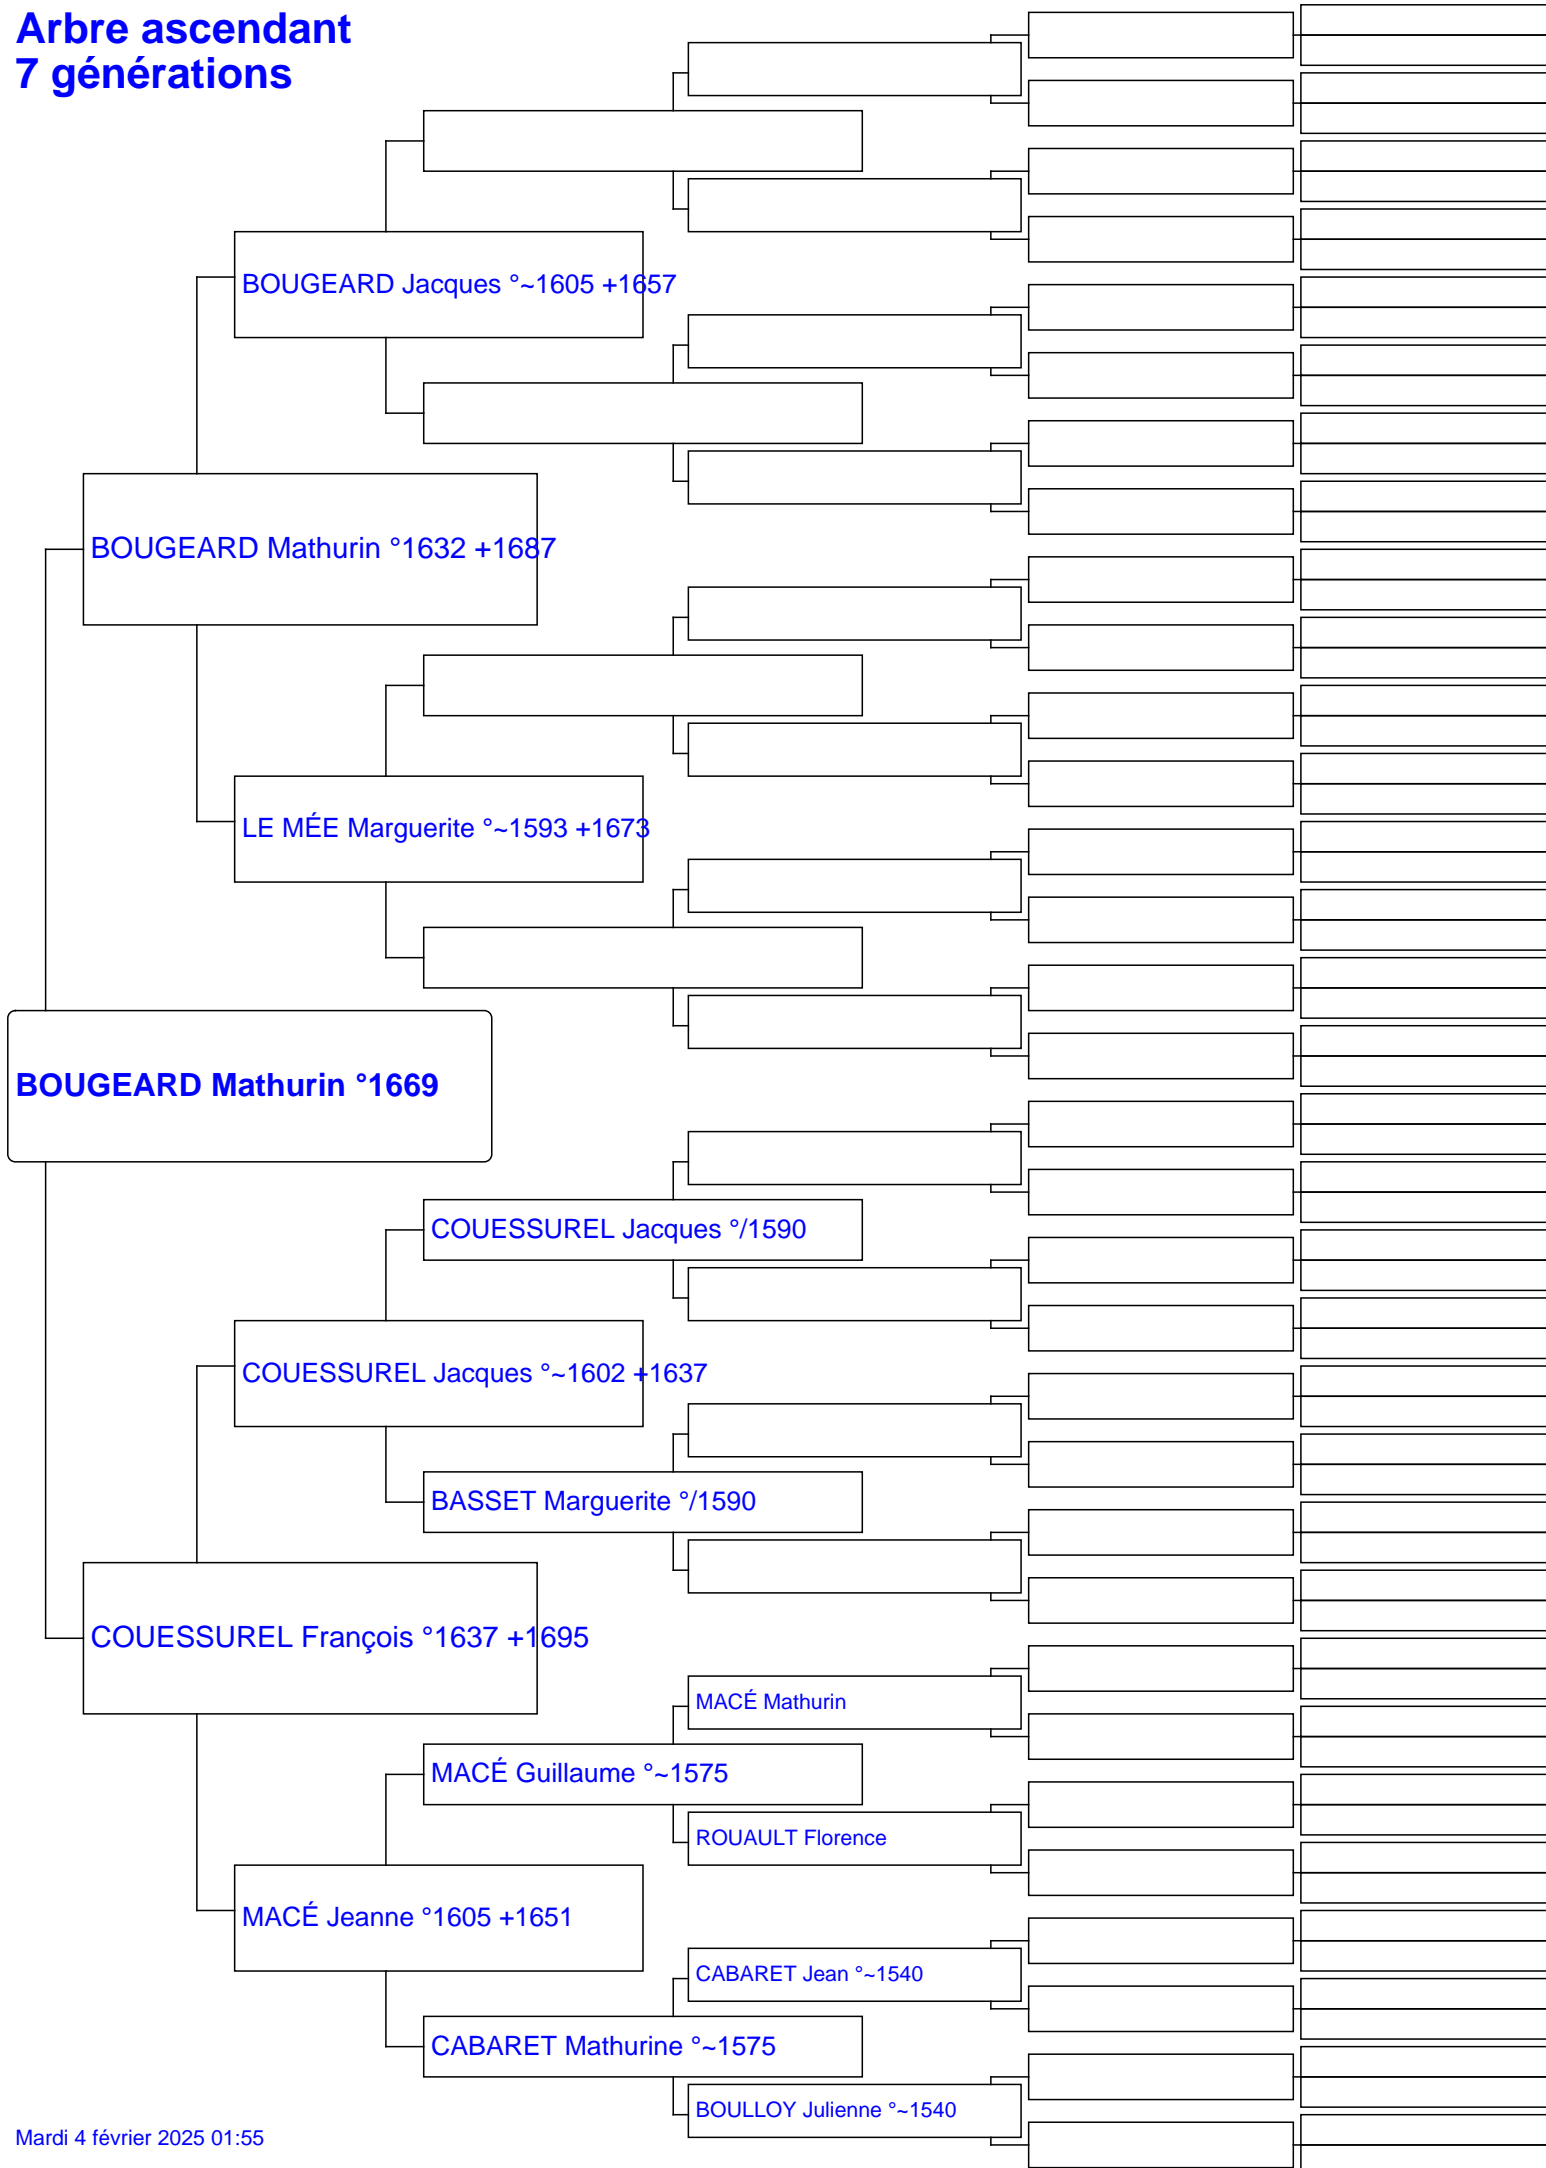 Arbre ascendant
7 générations
BOUGEARD Jacques °~1605 +1657
BOUGEARD Mathurin °1632 +1687
LE MÉE Marguerite °~1593 +1673
BOUGEARD Mathurin °1669
COUESSUREL Jacques °/1590
COUESSUREL Jacques °~1602 +1637
BASSET Marguerite °/1590
COUESSUREL François °1637 +1695
MACÉ Mathurin
MACÉ Guillaume °~1575
ROUAULT Florence
MACÉ Jeanne °1605 +1651
CABARET Jean °~1540
CABARET Mathurine °~1575
BOULLOY Julienne °~1540
Mardi 4 février 2025 01:55